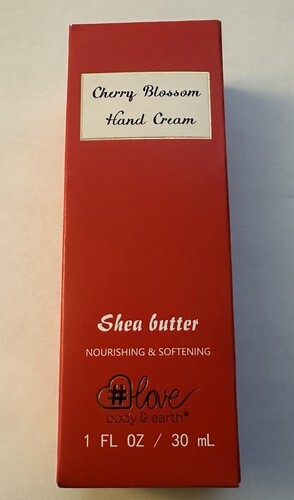 Cherry Blossom
Hand Cream
Shea butter
NOURISHING & SOFTENING
#love
body & earth®
1 FL OZ / 30 mL